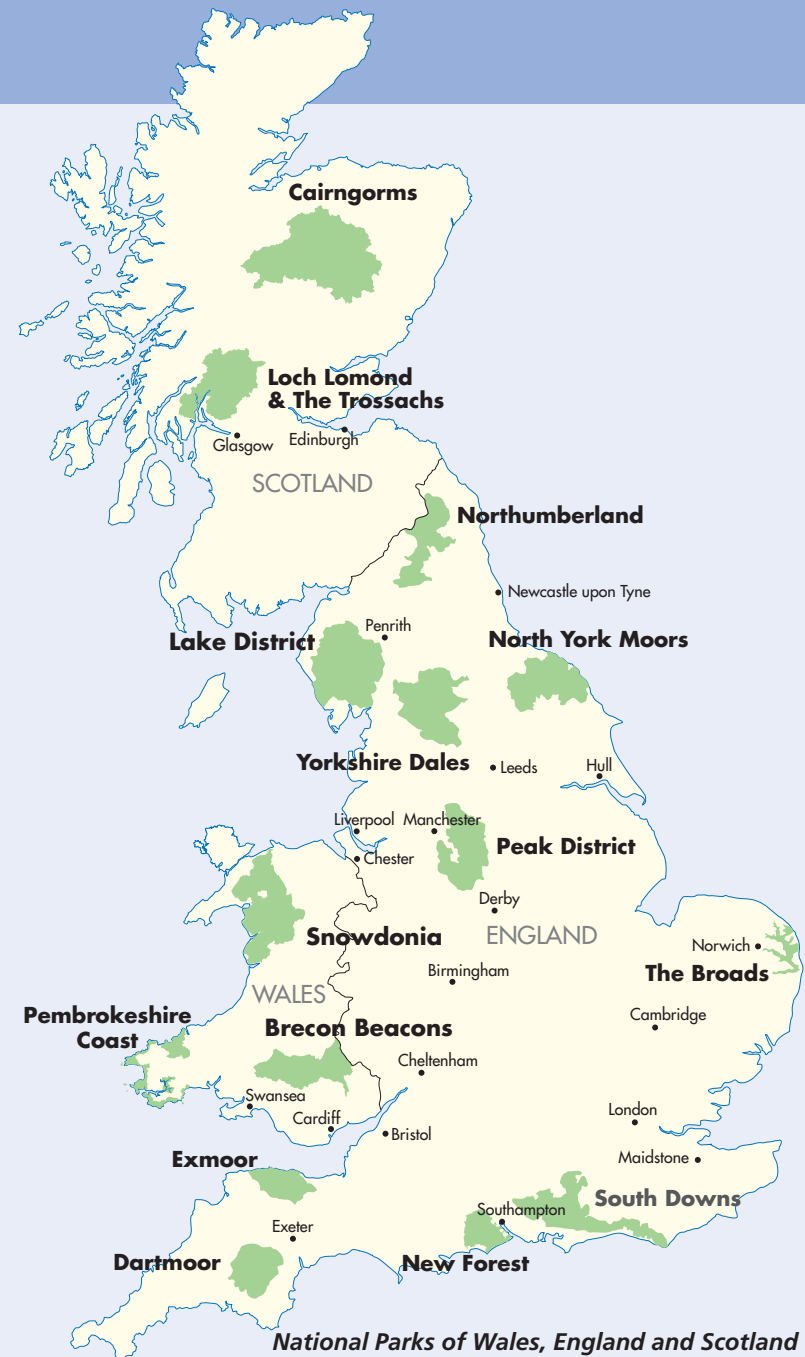 Cairngorms
Loch Lomond
& The Trossachs
Glasgow
Edinburgh
SCOTLAND
Northumberland
Newcastle upon Tyne
Penrith
Lake District
North York Moors
Yorkshire Dales
Leeds
Hull
Liverpool
Manchester
Chester
Peak District
Derby
Snowdonia
ENGLAND
Norwich
The Broads
Birmingham
WALES
Pembrokeshire
Coast
Brecon Beacons
Cambridge
Cheltenham
Swansea
Cardiff
Bristol
London
Maidstone
Exmoor
South Downs
Southampton
Exeter
Dartmoor
New Forest
National Parks of Wales, England and Scotland